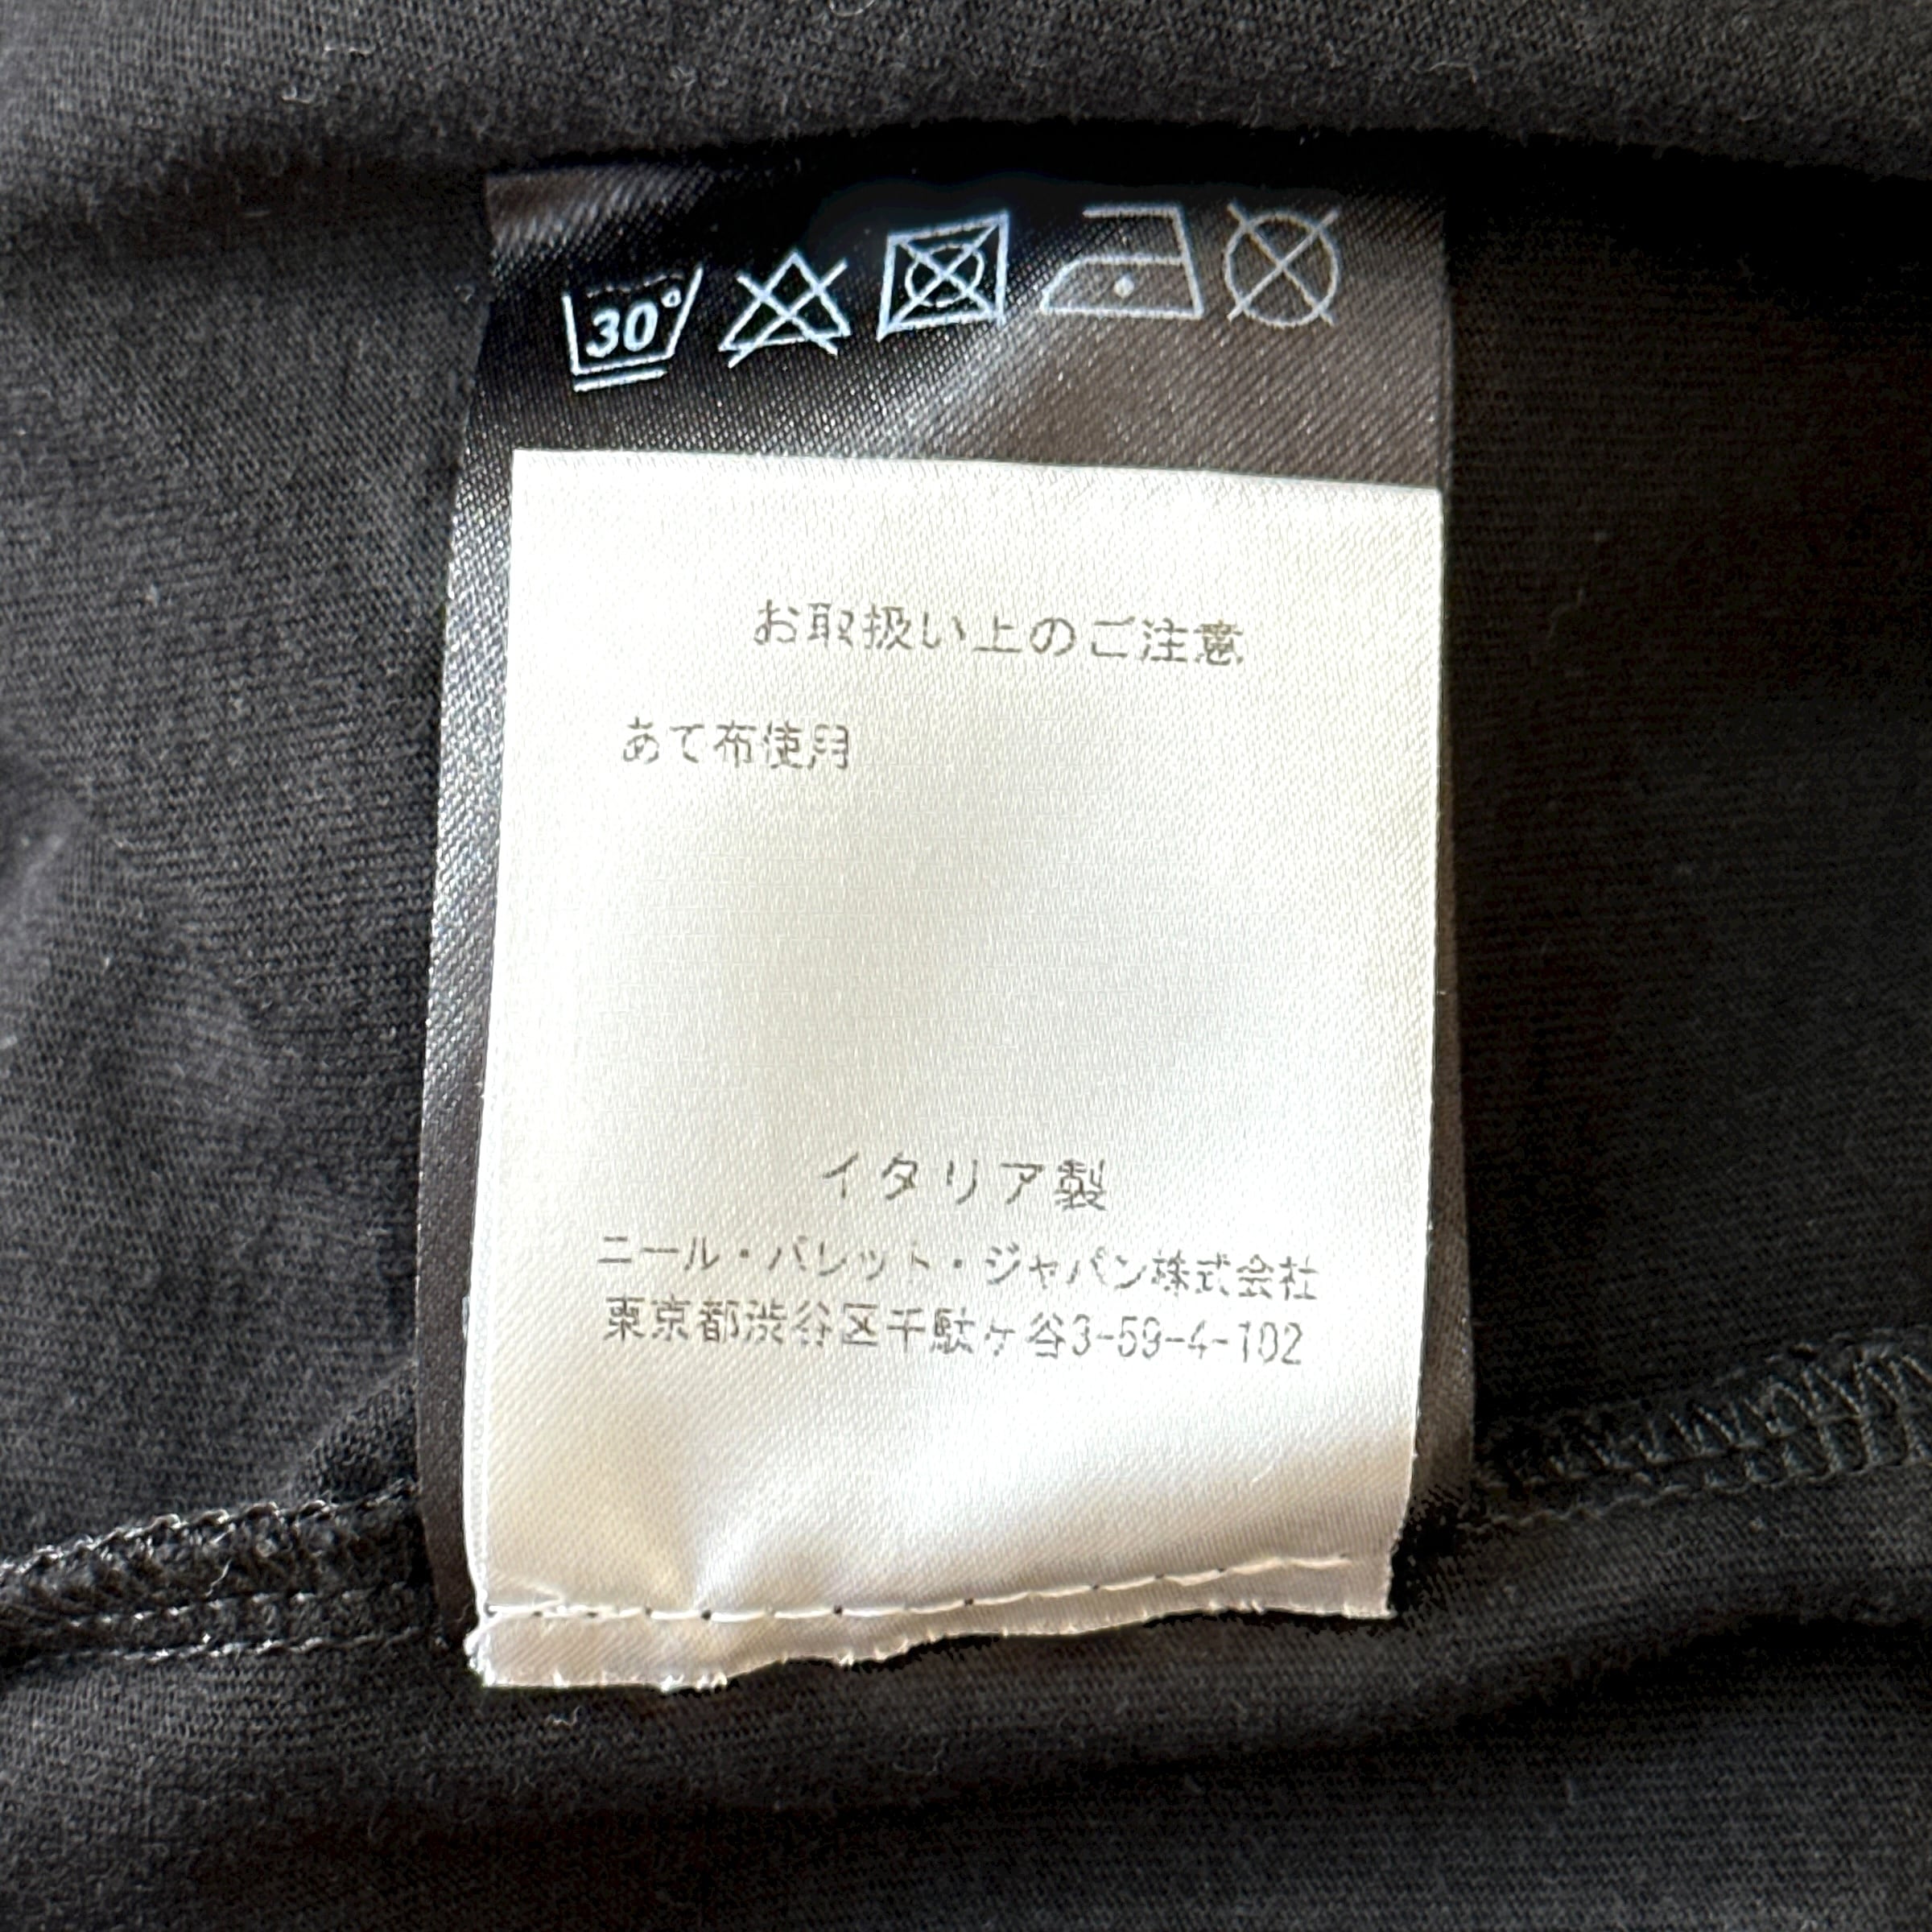 30°
お取扱い上のご注意
あて布使用
イタリア製
ニール・バレット・ジャパン株式会社
東京都渋谷区千駄ヶ谷3-59-4-102